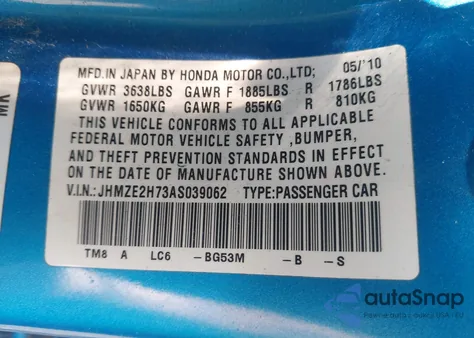 MFD. IN JAPAN BY HONDA MOTOR CO.,LTD; 05/'10
GVWR 3638LBS GAWR F 1885LBS R 1786LBS
GVWR 1650KG GAWR F 855KG R 810KG
THIS VEHICLE CONFORMS TO ALL APPLICABLE
FEDERAL MOTOR VEHICLE SAFETY ,BUMPER,
AND THEFT PREVENTION STANDARDS IN EFFECT
ON THE DATE OF MANUFACTURE SHOWN ABOVE.
V.I.N.:JHMZE2H73AS039062 TYPE:PASSENGER CAR
TM8 A LC6 -BG53M -B -S
autoSnap